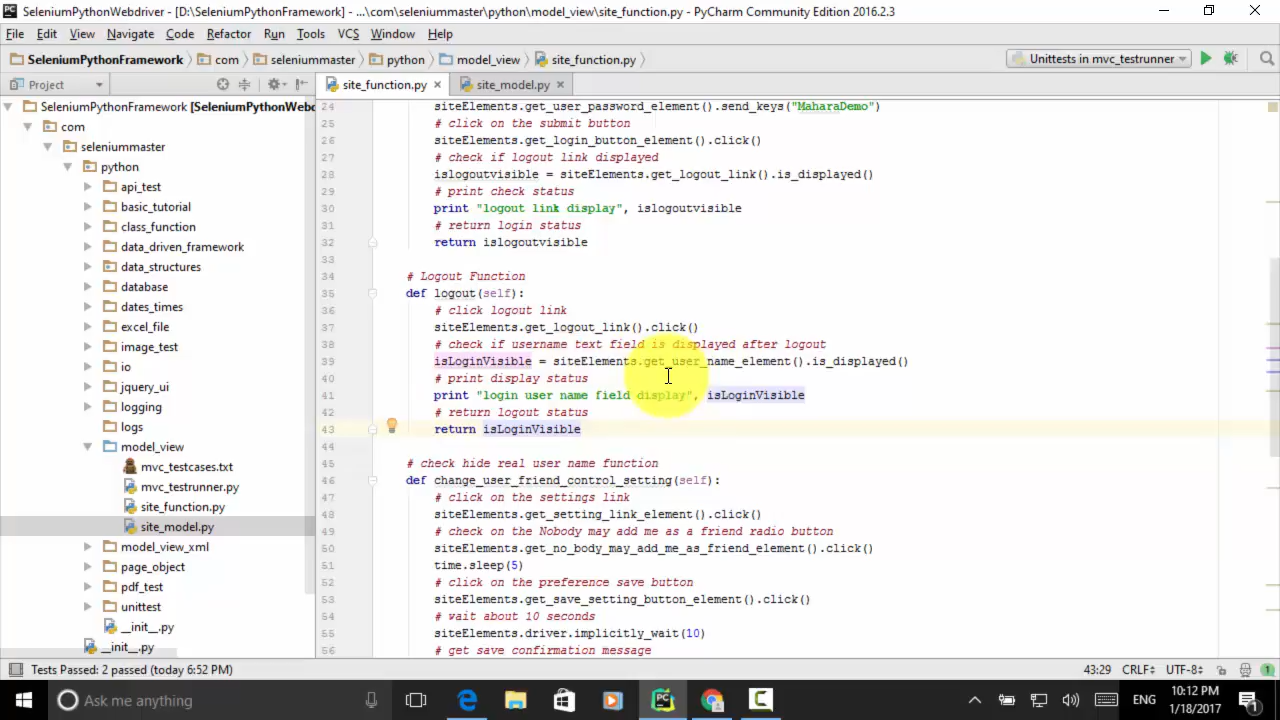 SeleniumPythonWebdriver - [D:\SeleniumPythonFramework] - ...\com\seleniummaster\python\model_view\site_function.py - PyCharm Community Edition 2016.2.3
File Edit View Navigate Code Refactor Run Tools VCS Window Help
SeleniumPythonFramework com seleniummaster python model_view site_function.py Unittests in mvc_testrunner
Project site_function.py site_model.py
SeleniumPythonFramework [SeleniumPythonWebd
com
seleniummaster
python
api_test
basic_tutorial
class_function
data_driven_framework
data_structures
database
dates_times
excel_file
image_test
io
jquery_ui
logging
logs
model_view
mvc_testcases.txt
mvc_testrunner.py
site_function.py
site_model.py
model_view_xml
page_object
pdf_test
unittest
__init__.py
__init__.py
24 siteElements.get_user_password_element().send_keys("MaharaDemo")
25 # click on the submit button
26 siteElements.get_login_button_element().click()
27 # check if logout link displayed
28 islogoutvisible = siteElements.get_logout_link().is_displayed()
29 # print check status
30 print "logout link display", islogoutvisible
31 # return login status
32 return islogoutvisible
33
34 # Logout Function
35 def logout(self):
36 # click logout link
37 siteElements.get_logout_link().click()
38 # check if username text field is displayed after logout
39 isLoginVisible = siteElements.get_user_name_element().is_displayed()
40 # print display status
41 print "login user name field display", isLoginVisible
42 # return logout status
43 return isLoginVisible
44
45 # check hide real user name function
46 def change_user_friend_control_setting(self):
47 # click on the settings link
48 siteElements.get_setting_link_element().click()
49 # check on the Nobody may add me as a friend radio button
50 siteElements.get_no_body_may_add_me_as_friend_element().click()
51 time.sleep(5)
52 # click on the preference save button
53 siteElements.get_save_setting_button_element().click()
54 # wait about 10 seconds
55 siteElements.driver.implicitly_wait(10)
56 # get save confirmation message
Tests Passed: 2 passed (today 6:52 PM) 43:29 CRLF UTF-8 1
Ask me anything ENG 10:12 PM
1/18/2017 1